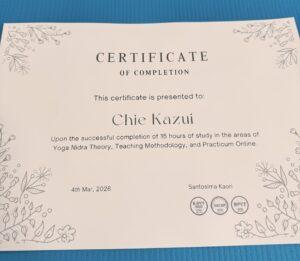 CERTIFICATE
OF COMPLETION
This certificate is presented to:
Chie Kazui
Upon the successful completion of 15 hours of study in the areas of
Yoga Nidra Theory, Teaching Methodology, and Practicum Online.
4th Mar, 2026
Santosima Kaori